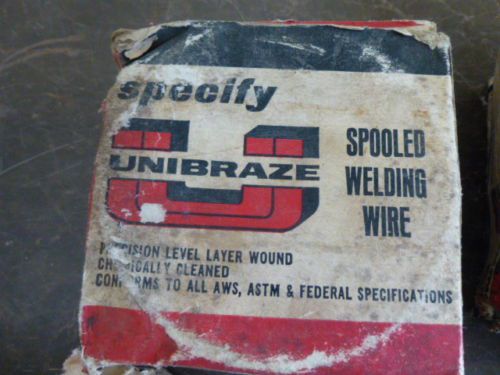 specify
UNIBRAZE
SPOOLED
WELDING
WIRE
PRECISION LEVEL LAYER WOUND
CHEMICALLY CLEANED
CONFORMS TO ALL AWS, ASTM & FEDERAL SPECIFICATIONS